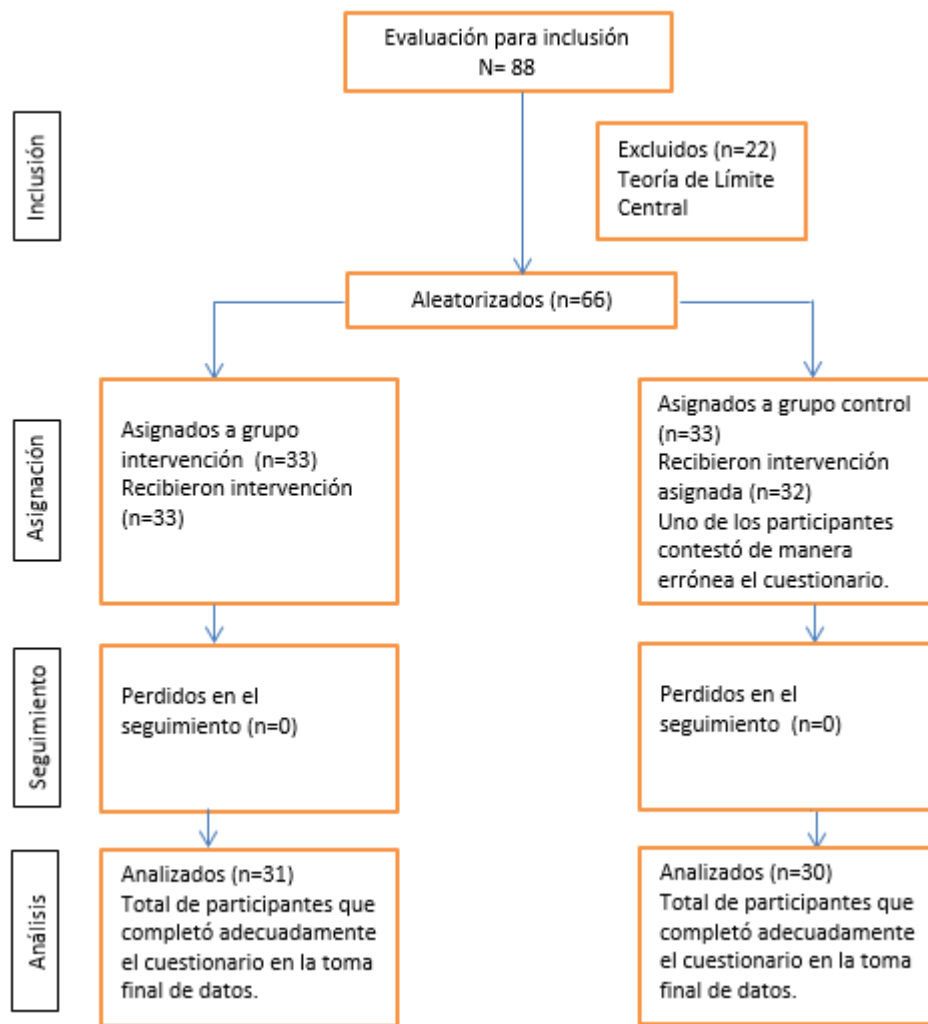 Evaluación para inclusión
N= 88
Inclusión
Excluidos (n=22)
Teoría de Límite
Central
Aleatorizados (n=66)
Asignación
Asignados a grupo
intervención (n=33)
Recibieron intervención
(n=33)
Asignados a grupo control
(n=33)
Recibieron intervención
asignada (n=32)
Uno de los participantes
contestó de manera
errónea el cuestionario.
Seguimiento
Perdidos en el
seguimiento (n=0)
Perdidos en el
seguimiento (n=0)
Análisis
Analizados (n=31)
Total de participantes que
completó adecuadamente
el cuestionario en la toma
final de datos.
Analizados (n=30)
Total de participantes que
completó adecuadamente
el cuestionario en la toma
final de datos.